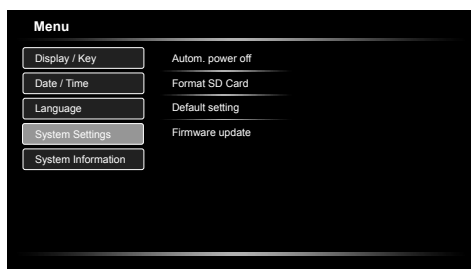 Menu
Display / Key
Autom. power off
Date / Time
Format SD Card
Language
Default setting
System Settings
Firmware update
System Information